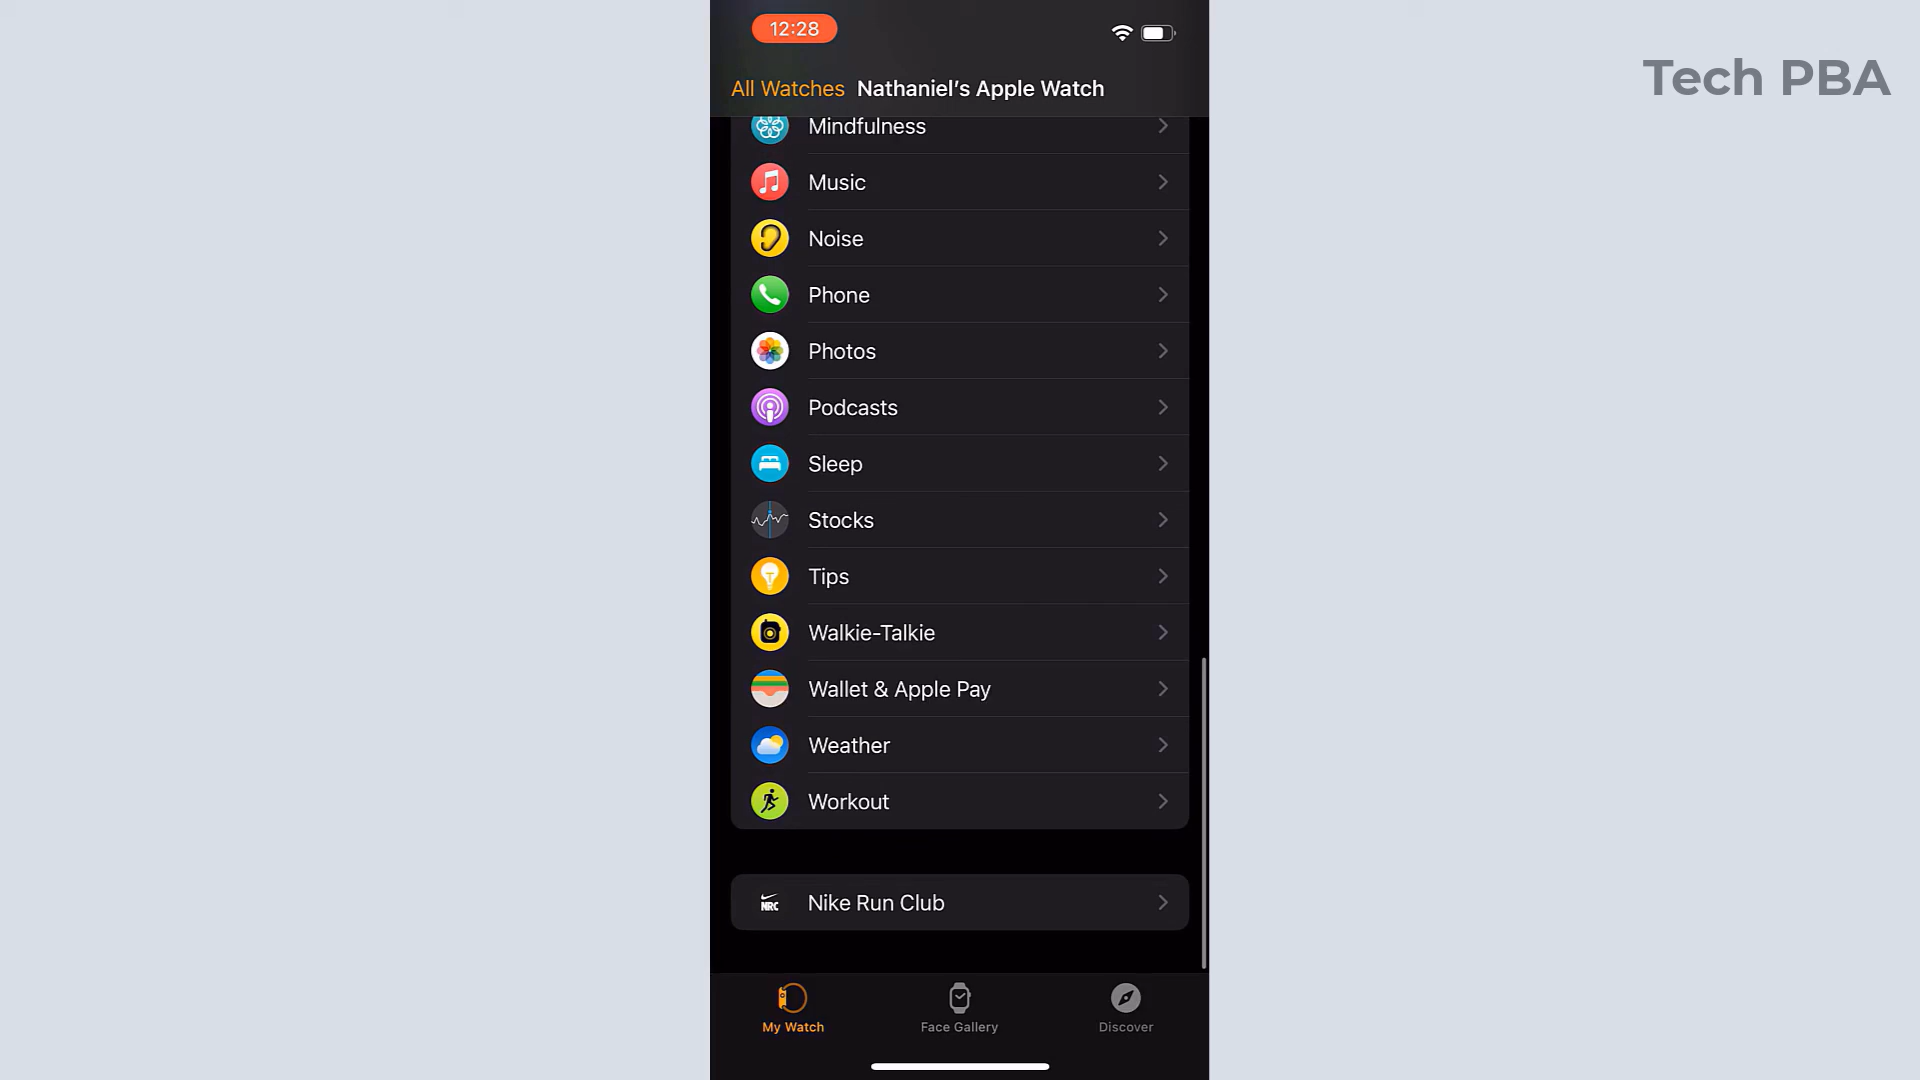 12:28
Tech PBA
All Watches Nathaniel's Apple Watch
Mindfulness
Music
Noise
Phone
Photos
Podcasts
Sleep
Stocks
Tips
Walkie-Talkie
Wallet & Apple Pay
Weather
Workout
NRC
Nike Run Club
My Watch
Face Gallery
Discover